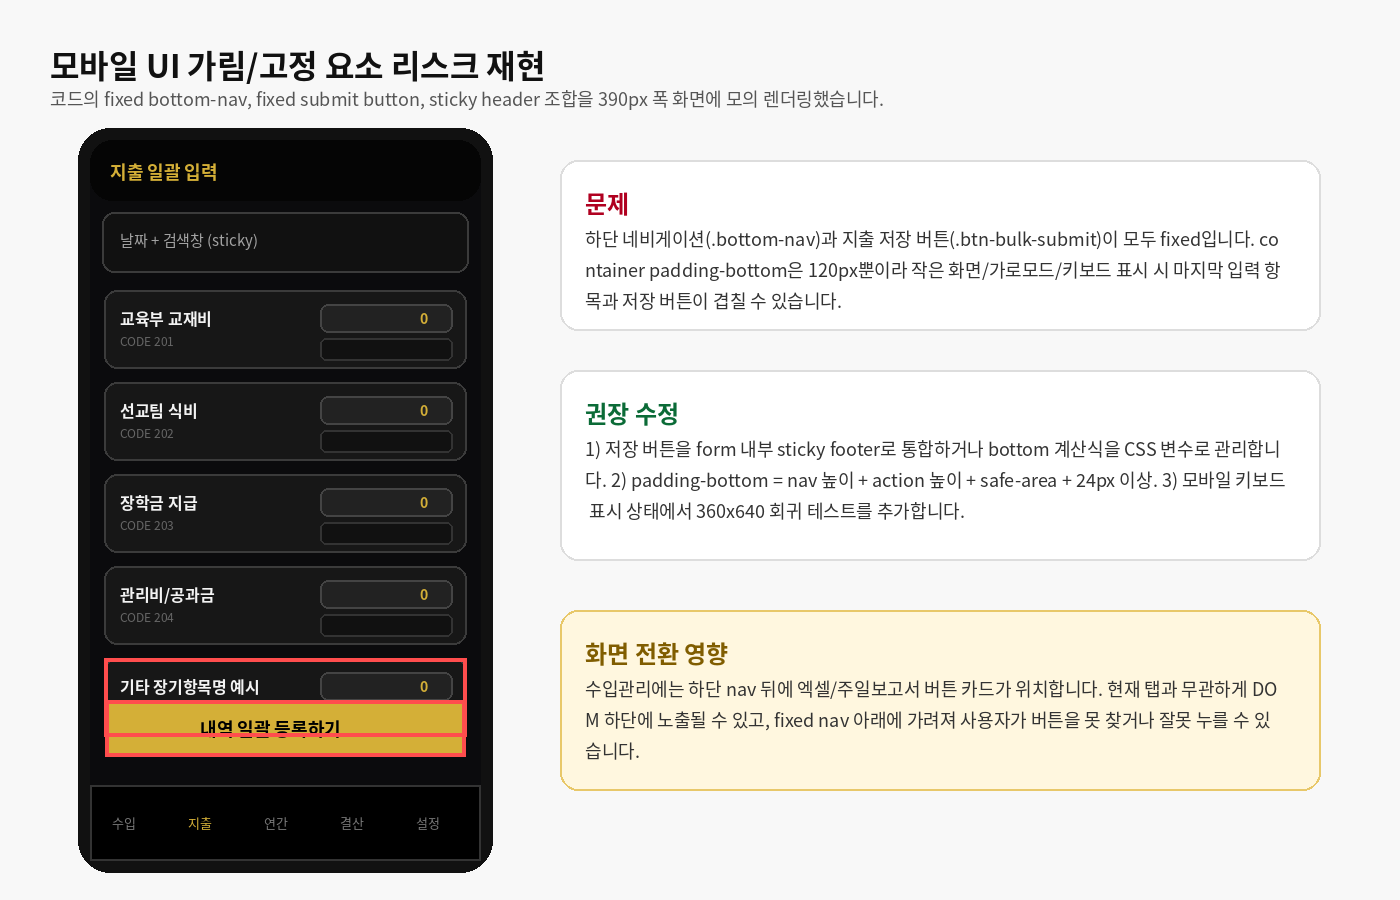 모바일 UI 가림/고정 요소 리스크 재현
코드의 fixed bottom-nav, fixed submit button, sticky header 조합을 390px 폭 화면에 모의 렌더링했습니다.
지출 일괄 입력
날짜 + 검색창 (sticky)
교육부 교재비
0
CODE 201
선교팀 식비
0
CODE 202
장학금 지급
0
CODE 203
관리비/공과금
0
CODE 204
기타 장기항목명 예시
0
내역 일괄 등록하기
수입 지출 연간 결산 설정
문제
하단 네비게이션(.bottom-nav)과 지출 저장 버튼(.btn-bulk-submit)이 모두 fixed입니다. co
ntainer padding-bottom은 120px뿐이라 작은 화면/가로모드/키보드 표시 시 마지막 입력 항
목과 저장 버튼이 겹칠 수 있습니다.
권장 수정
1) 저장 버튼을 form 내부 sticky footer로 통합하거나 bottom 계산식을 CSS 변수로 관리합니
다. 2) padding-bottom = nav 높이 + action 높이 + safe-area + 24px 이상. 3) 모바일 키보드
표시 상태에서 360x640 회귀 테스트를 추가합니다.
화면 전환 영향
수입관리에는 하단 nav 뒤에 엑셀/주일보고서 버튼 카드가 위치합니다. 현재 탭과 무관하게 DO
M 하단에 노출될 수 있고, fixed nav 아래에 가려져 사용자가 버튼을 못 찾거나 잘못 누를 수 있
습니다.